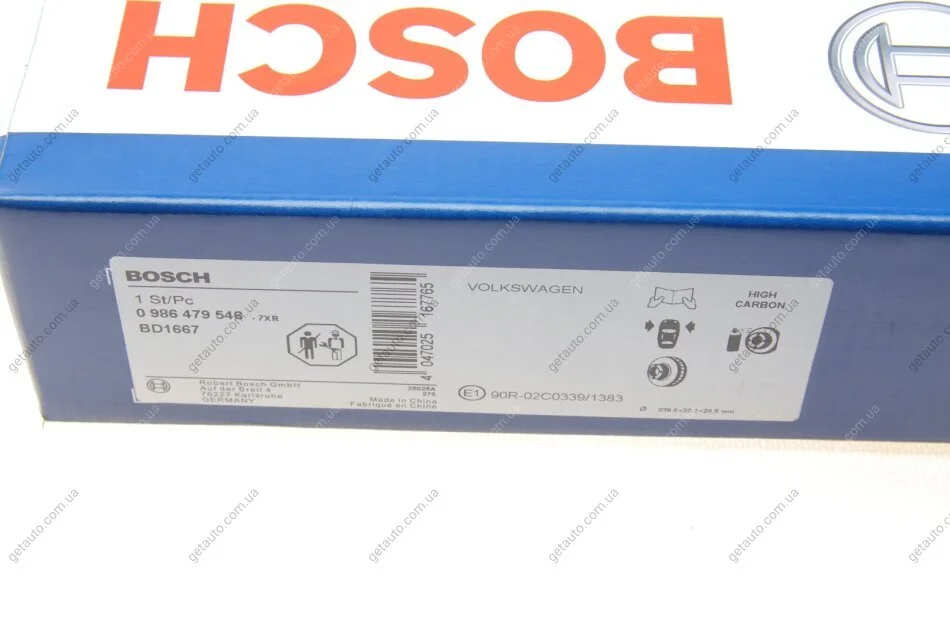 BOSCH
BOSCH
1 St/Pc
0 986 479 546 - 7XR
BD1667
4 047025 167765
VOLKSWAGEN
HIGH
CARBON
Robert Bosch GmbH
Auf der Breit 4
76227 Karlsruhe
GERMANY
Made in China
Fabriqué en Chine
E1 90R-02C0339/1383
getauto.com.ua